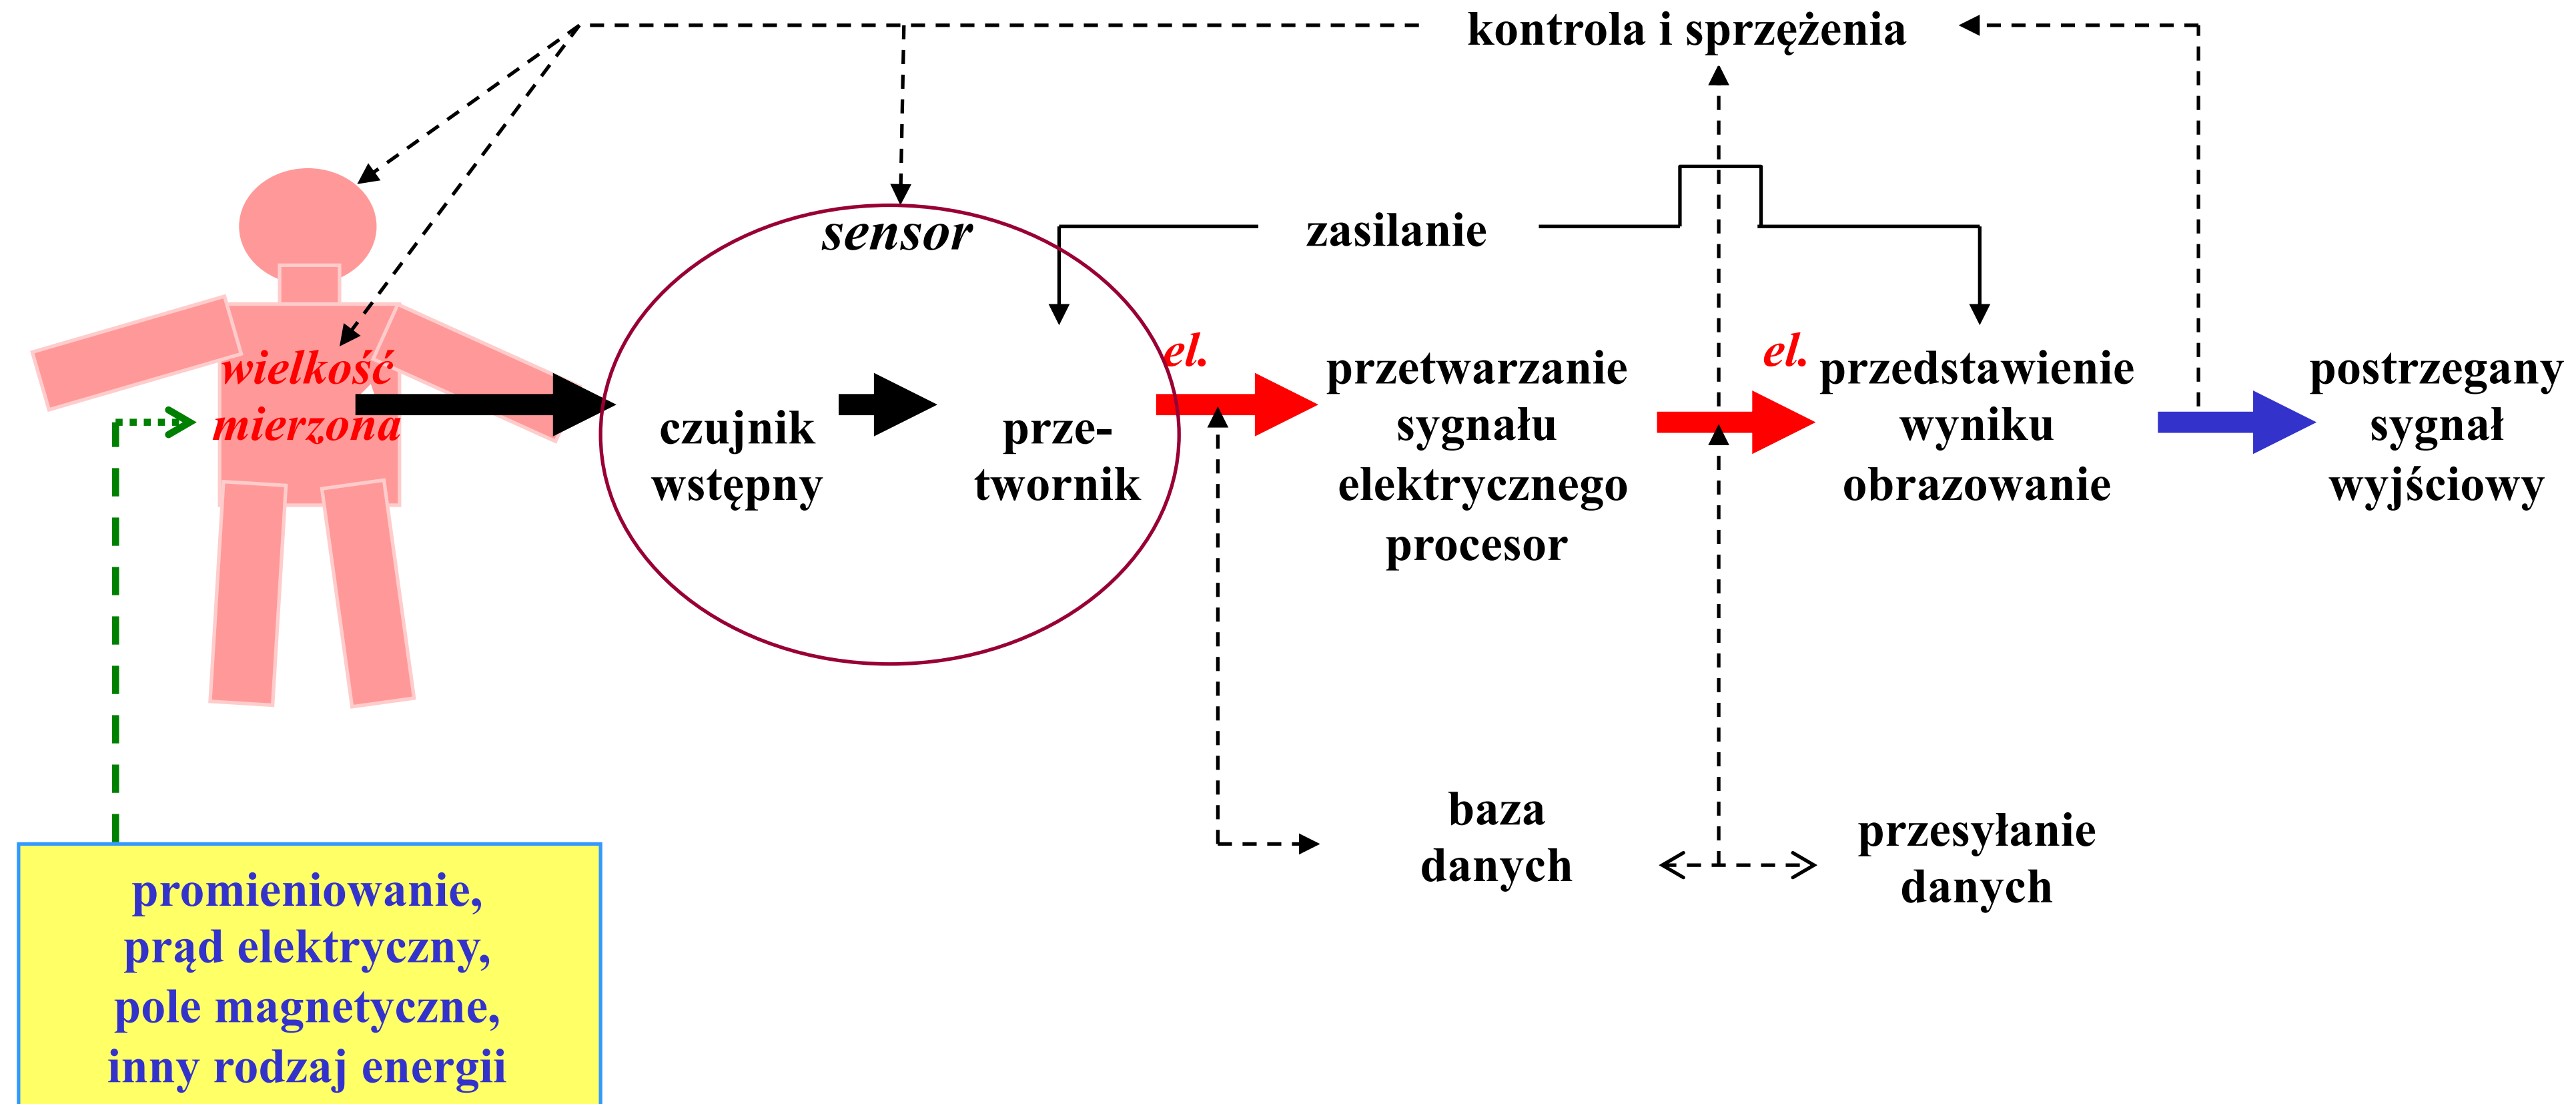 kontrola i sprzężenia
sensor
zasilanie
wielkość
mierzona
czujnik
wstępny
prze-
twornik
el.
przetwarzanie
sygnału
elektrycznego
procesor
el.
przedstawienie
wyniku
obrazowanie
postrzegany
sygnał
wyjściowy
baza
danych
przesyłanie
danych
promieniowanie,
prąd elektryczny,
pole magnetyczne,
inny rodzaj energii